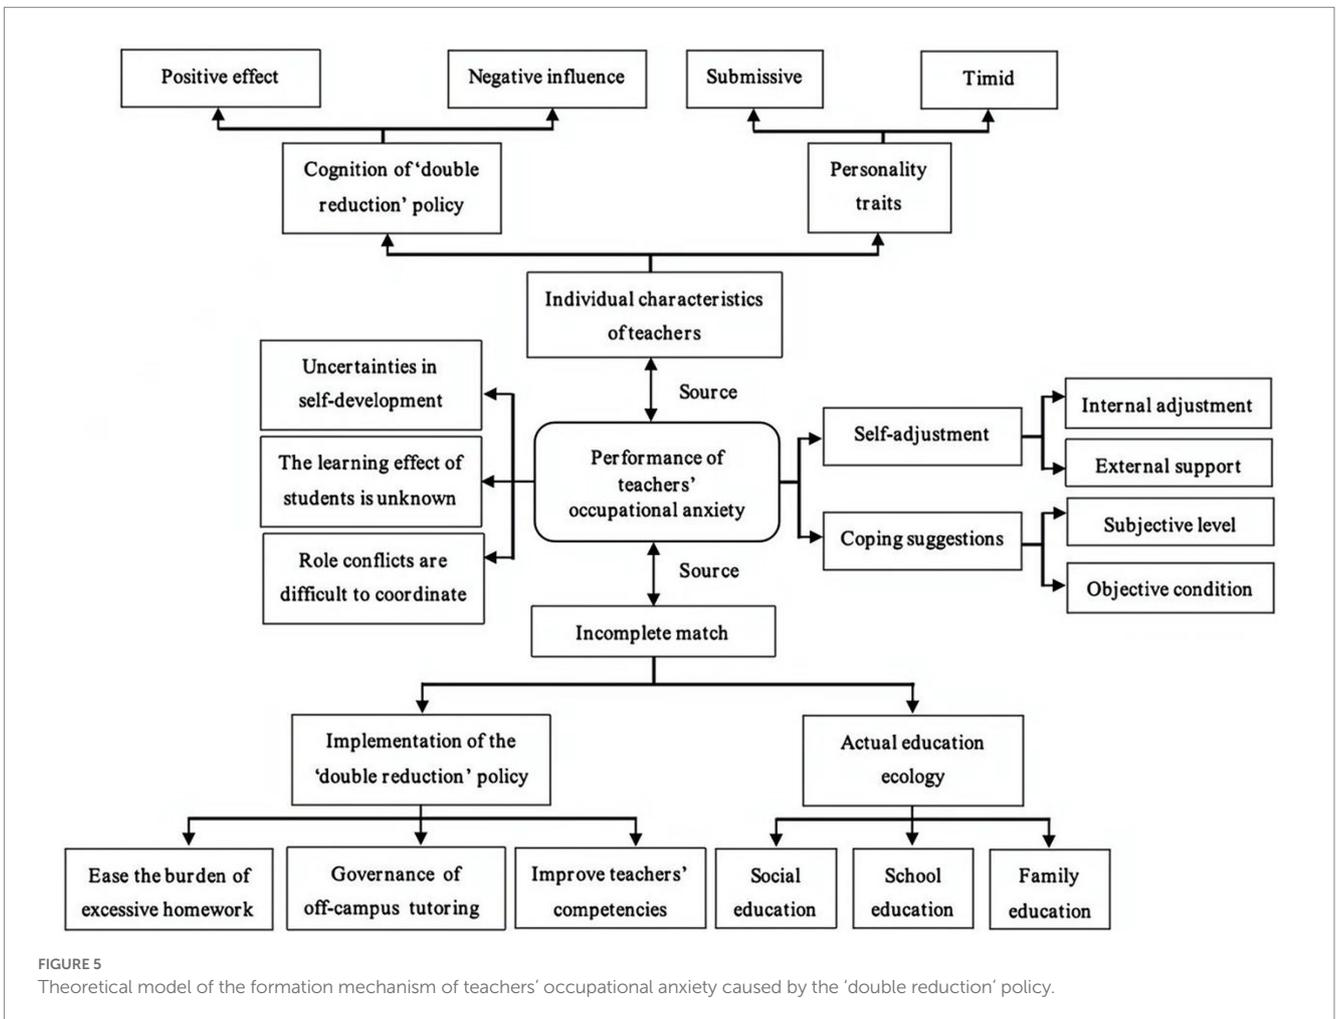 Positive effect
Negative influence
Submissive
Timid
Cognition of ‘double
reduction’ policy
Personality
traits
Individual characteristics
of teachers
Source
Uncertainties in
self-development
The learning effect of
students is unknown
Role conflicts are
difficult to coordinate
Performance of
teachers’
occupational anxiety
Self-adjustment
Internal adjustment
External support
Coping suggestions
Subjective level
Objective condition
Source
Incomplete match
Implementation of the
‘double reduction’ policy
Actual education
ecology
Ease the burden of
excessive homework
Governance of
off-campus tutoring
Improve teachers’
competencies
Social
education
School
education
Family
education
FIGURE 5
Theoretical model of the formation mechanism of teachers’ occupational anxiety caused by the ‘double reduction’ policy.